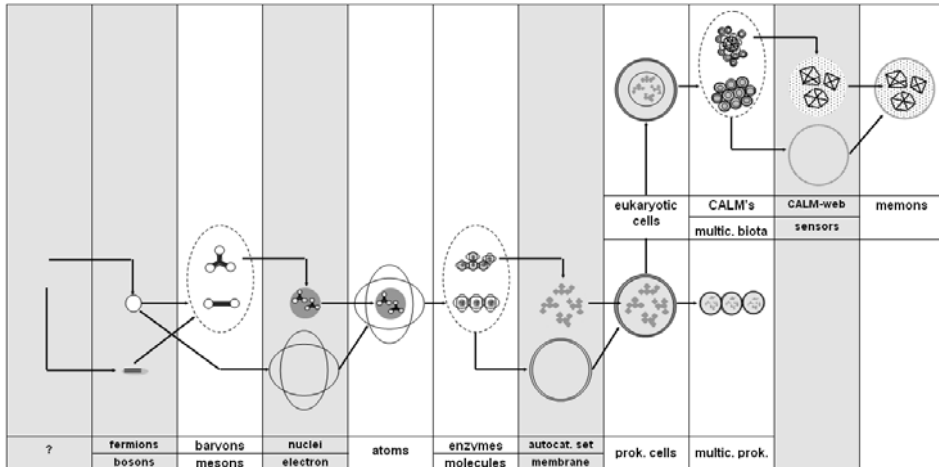 eukaryotic
cells
CALM's
multic. biota
CALM-web
sensors
memons
?
fermions
bosons
baryons
mesons
nuclei
electron
atoms
enzymes
molecules
autocat. set
membrane
prok. cells
multic. prok.